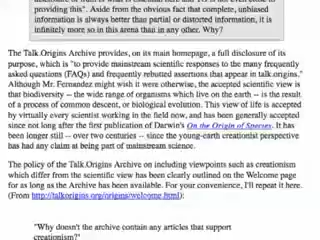 providing this". Aside from the obvious fact that complete, unbiased
information is always better than partial or distorted information, it is
infinitely more so in this arena than in any other. Why?
The Talk.Origins Archive provides, on its main homepage, a full disclosure of its
purpose, which is "to provide mainstream scientific responses to the many frequently
asked questions (FAQs) and frequently rebutted assertions that appear in talk.origins."
Although Mr. Fernandez might wish it were otherwise, the accepted scientific view is
that biodiversity -- the wide range of organisms which live on the earth -- is the result
of a process of common descent, or biological evolution. This view of life is accepted
by virtually every scientist working in the field now, and has been generally accepted
since not long after the first publication of Darwin's On the Origin of Species. It has
been longer still -- over two centuries -- since the young-earth creationist perspective
has had any claim at being part of mainstream science.
The policy of the Talk.Origins Archive on including viewpoints such as creationism
which differ from the scientific view has been clearly outlined on the Welcome page
for as long as the Archive has been available. For your convenience, I'll repeat it here.
(From http://talkorigins.org/origins/welcome.html):
"Why doesn't the archive contain any articles that support
creationism?"